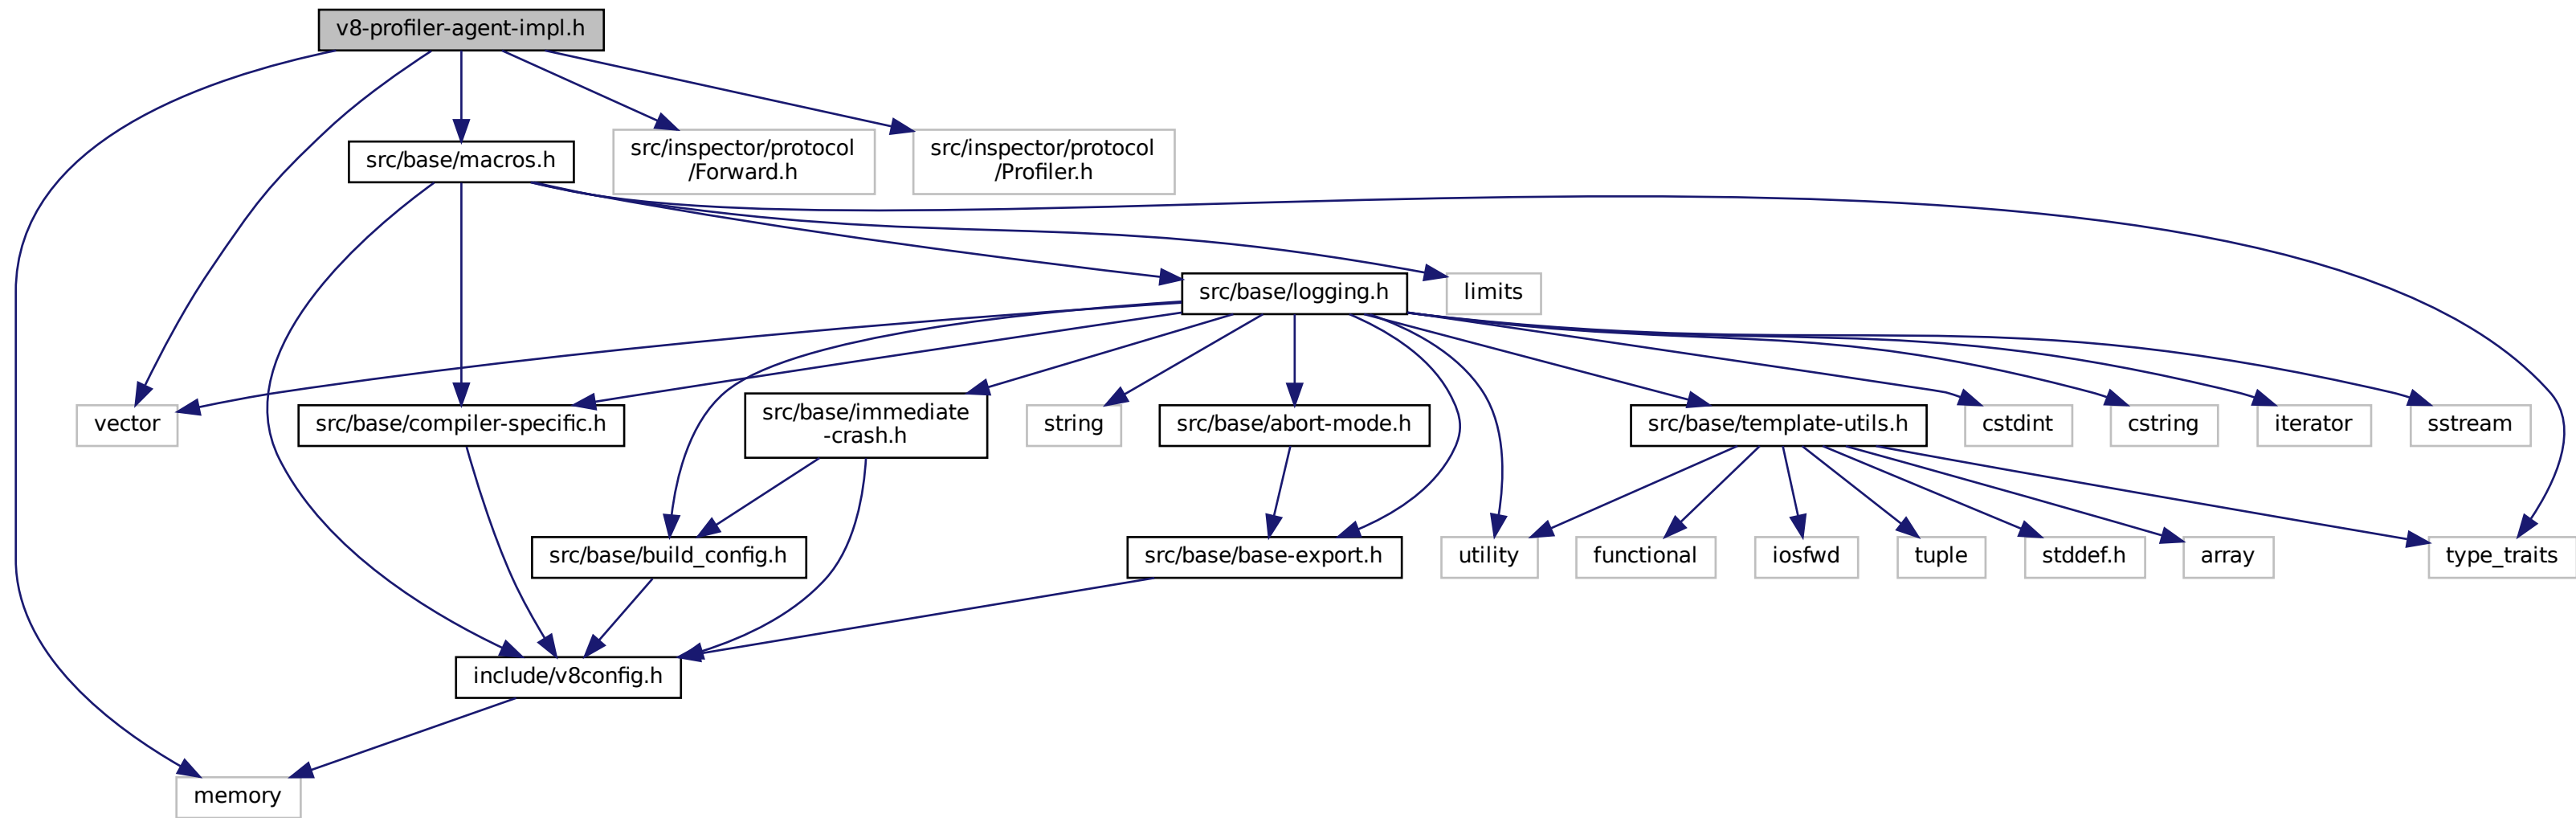 v8-profiler-agent-impl.h
src/base/macros.h
src/inspector/protocol
/Forward.h
src/inspector/protocol
/Profiler.h
src/base/logging.h
limits
vector
src/base/compiler-specific.h
src/base/immediate
-crash.h
string
src/base/abort-mode.h
src/base/template-utils.h
cstdint
cstring
iterator
sstream
src/base/build_config.h
src/base/base-export.h
utility
functional
iosfwd
tuple
stddef.h
array
type_traits
include/v8config.h
memory